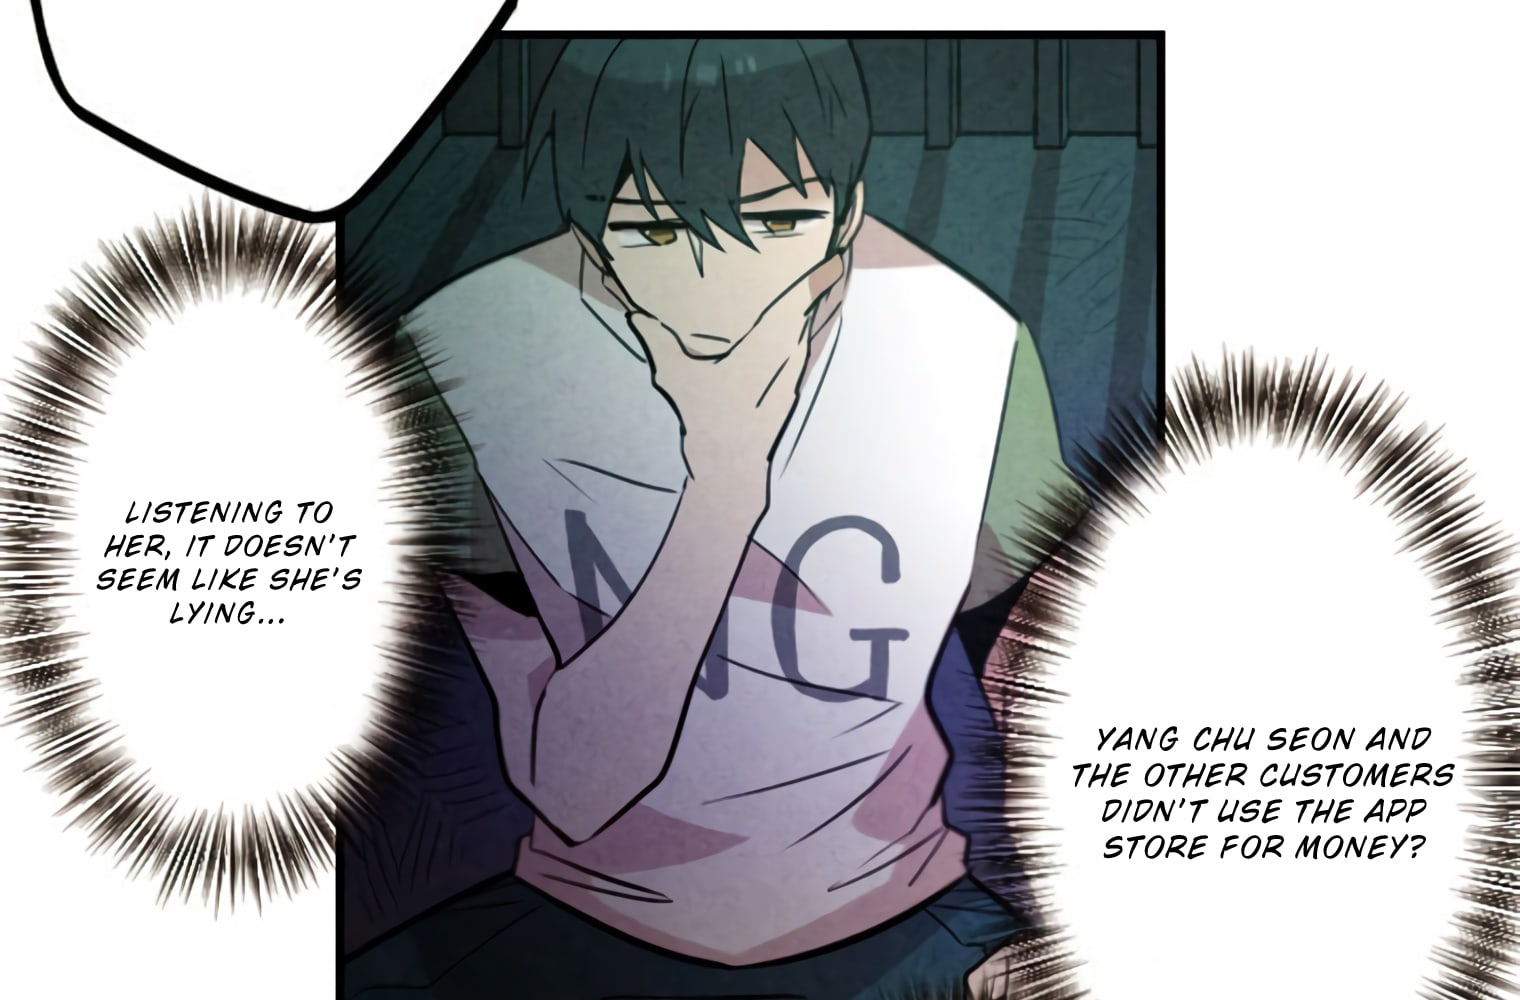 LISTENING TO
HER, IT DOESN'T
SEEM LIKE SHE'S
LYING...
NG
YANG CHU SEON AND
THE OTHER CUSTOMERS
DIDN'T USE THE APP
STORE FOR MONEY?